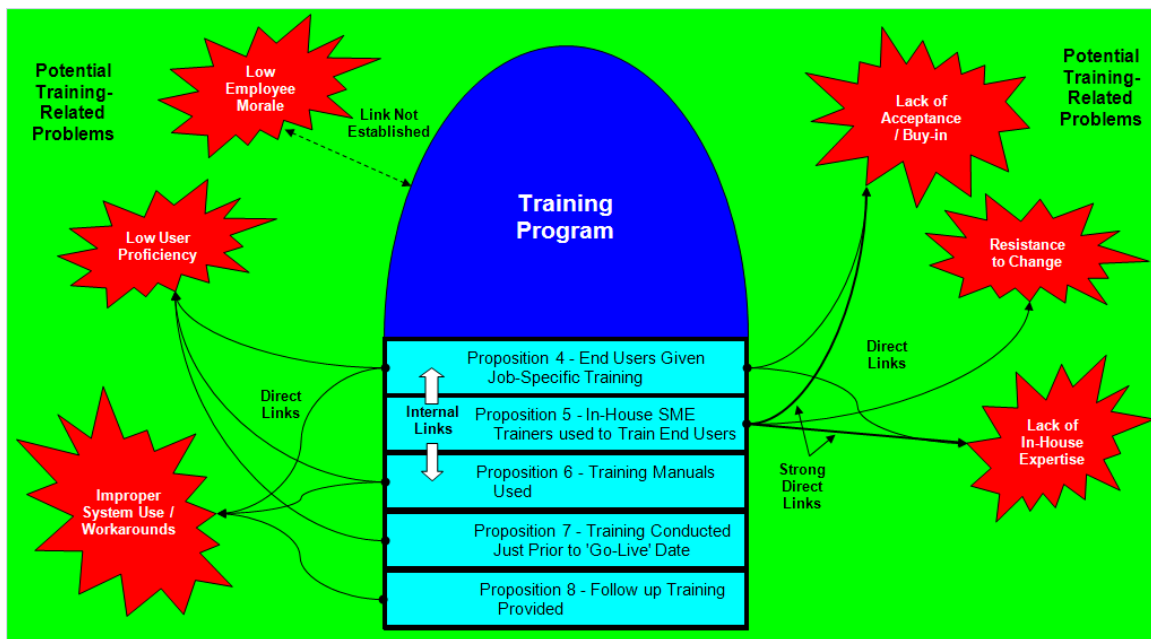 Potential
Training-
Related
Problems
Low
Employee
Morale
Link Not
Established
Lack of
Acceptance
/ Buy-in
Potential
Training-
Related
Problems
Training
Program
Low User
Proficiency
Resistance
to Change
Direct
Links
Improper
System Use /
Workarounds
Internal
Links
Proposition 4 - End Users Given
Job-Specific Training
Proposition 5 - In-House SME
Trainers used to Train End Users
Proposition 6 - Training Manuals
Used
Proposition 7 - Training Conducted
Just Prior to 'Go-Live' Date
Proposition 8 - Follow up Training
Provided
Direct
Links
Strong
Direct
Links
Lack of
In-House
Expertise